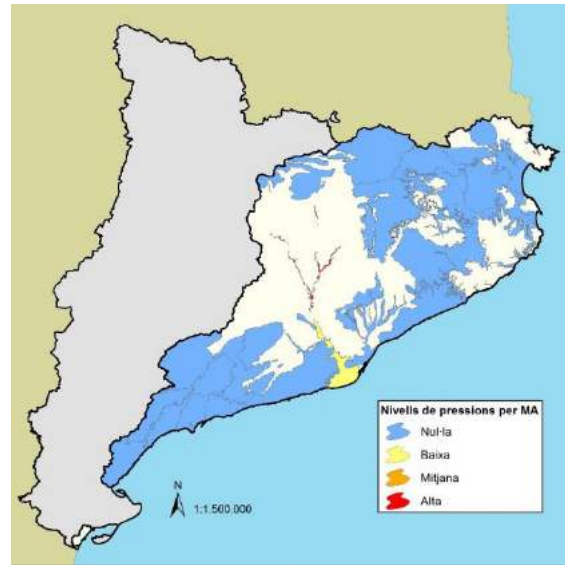 Nivells de pressions per MA
Nul·la
Baixa
Mitjana
Alta
N
1:1.500.000